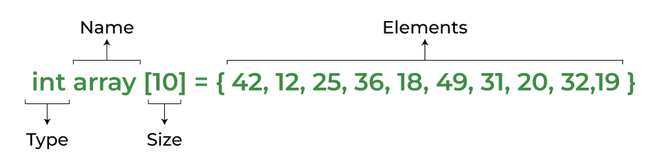 Name
Elements
int array [10] = { 42, 12, 25, 36, 18, 49, 31, 20, 32,19 }
Type
Size